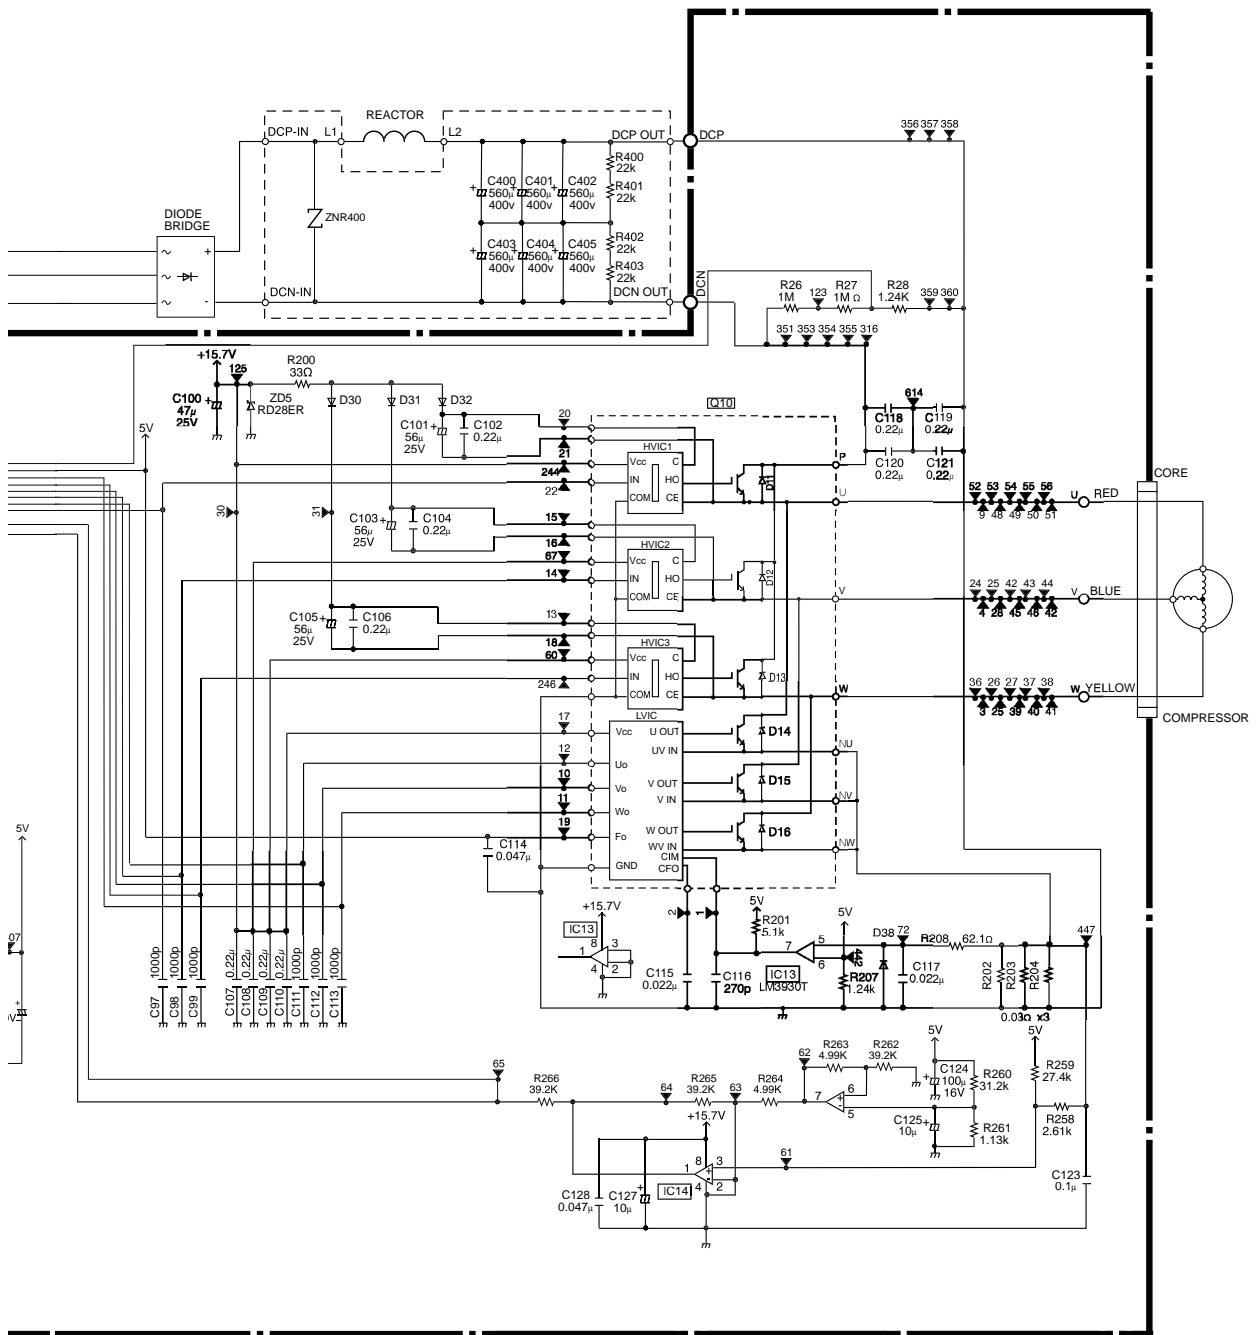 REACTOR
DCP-IN
L1
L2
DCP OUT
DCP
356 357 358
R400
22k
C400
560μ
400v
C401
560μ
400v
C402
560μ
400v
R401
22k
DIODE
BRIDGE
ZNR400
R402
22k
C403
560μ
400v
C404
560μ
400v
C405
560μ
400v
R403
22k
DCN-IN
DCN OUT
DCN
R26
1M
123
R27
1M Ω
R28
1.24K
359 360
351 353 354 355 316
+15.7V
125
R200
33Ω
C100
47μ
25V
ZD5
RD28ER
D30
D31
D32
5V
C101
56μ
25V
C102
0.22μ
20
21
244
22
Q10
614
C118
0.22μ
C119
0.22μ
C120
0.22μ
C121
0.22μ
HVIC1
Vcc
IN
COM
C
HO
CE
D11
P
U
CORE
52 53 54 55 56
9 48 49 50 51
U
RED
30
31
C103
56μ
25V
C104
0.22μ
15
16
67
14
HVIC2
Vcc
IN
COM
C
HO
CE
D12
V
24 25 42 43 44
4 28 45 46 42
V
BLUE
C105
56μ
25V
C106
0.22μ
13
18
60
246
HVIC3
Vcc
IN
COM
C
HO
CE
D13
W
36 26 27 37 38
3 25 39 40 41
W
YELLOW
COMPRESSOR
LVIC
17
Vcc
U OUT
D14
12
Uo
UV IN
NU
10
Vo
V OUT
D15
V IN
NV
11
Wo
19
Fo
W OUT
D16
WV IN
NW
CIM
GND
CFO
5V
C114
0.047μ
2
1
+15.7V
IC13
8
3
1
4
2
5V
R201
5.1k
5V
7
5
6
442
D38
72
R208
62.1Ω
447
C115
0.022μ
C116
270p
IC13
LM3930T
R207
1.24k
C117
0.022μ
R202
R203
R204
0.03Ω x3
07
1000p
1000p
1000p
0.22μ
0.22μ
0.22μ
0.22μ
1000p
1000p
1000p
C97
C98
C99
C107
C108
C109
C110
C111
C112
C113
65
R266
39.2K
64
R265
39.2K
63
R264
4.99K
62
R263
4.99K
R262
39.2K
7
6
5
5V
C124
100μ
16V
R260
31.2k
5V
R259
27.4k
C125
10μ
R261
1.13k
R258
2.61k
+15.7V
61
8
3
1
4
2
IC14
C128
0.047μ
C127
10μ
C123
0.1μ